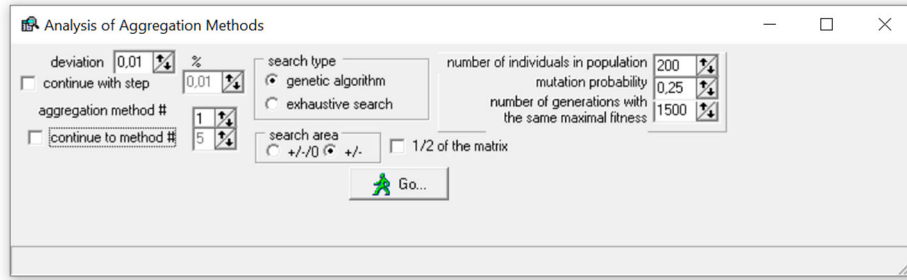 Analysis of Aggregation Methods
deviation 0,01 %
continue with step 0,01
aggregation method # 1
continue to method # 5
search type
genetic algorithm
exhaustive search
search area
+/-/0 +/-
1/2 of the matrix
number of individuals in population 200
mutation probability 0,25
number of generations with
the same maximal fitness 1500
Go...